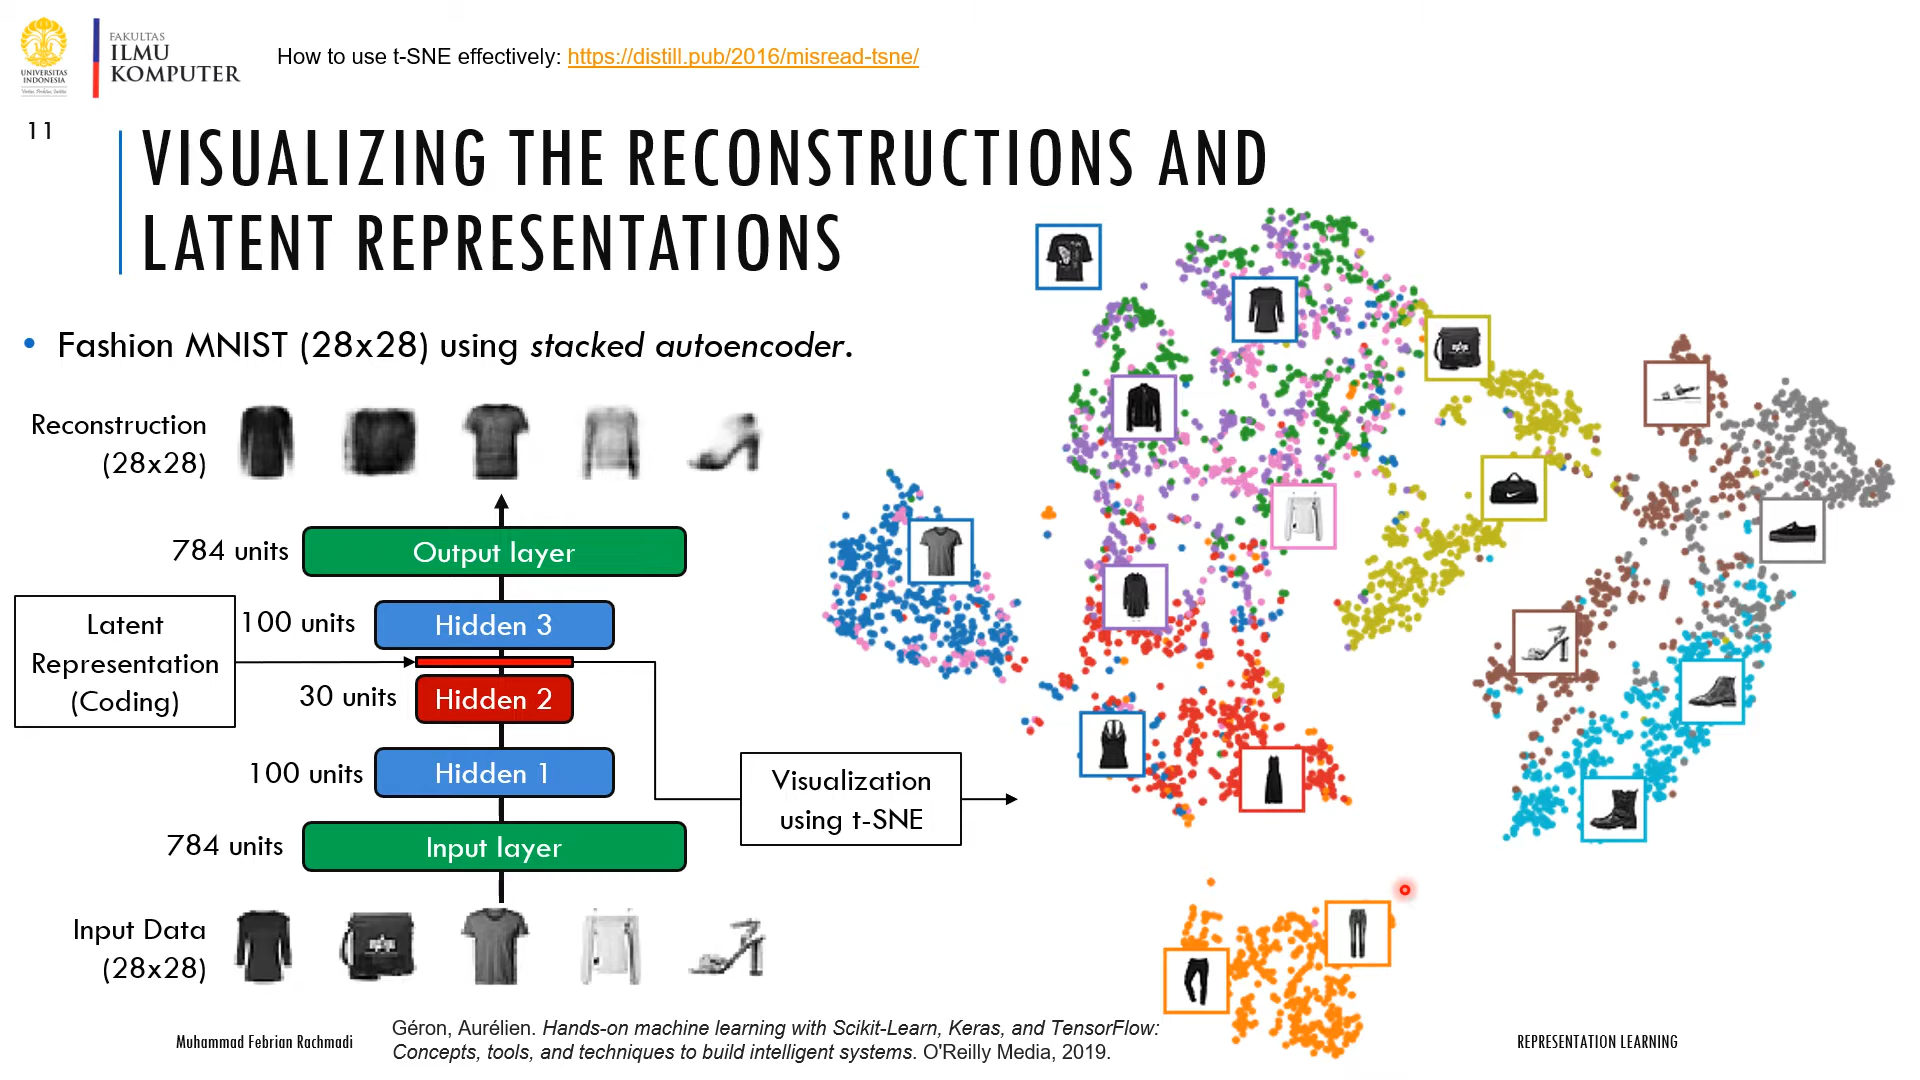 UNIVERSITAS
INDONESIA
FAKULTAS
ILMU
KOMPUTER
How to use t-SNE effectively: https://distill.pub/2016/misread-tsne/
11
VISUALIZING THE RECONSTRUCTIONS AND
LATENT REPRESENTATIONS
• Fashion MNIST (28x28) using stacked autoencoder.
Reconstruction
(28x28)
784 units
Output layer
100 units
Hidden 3
Latent
Representation
(Coding)
30 units
Hidden 2
100 units
Hidden 1
784 units
Input layer
Visualization
using t-SNE
Input Data
(28x28)
Muhammad Febrian Rachmadi
Géron, Aurélien. Hands-on machine learning with Scikit-Learn, Keras, and TensorFlow:
Concepts, tools, and techniques to build intelligent systems. O'Reilly Media, 2019.
REPRESENTATION LEARNING